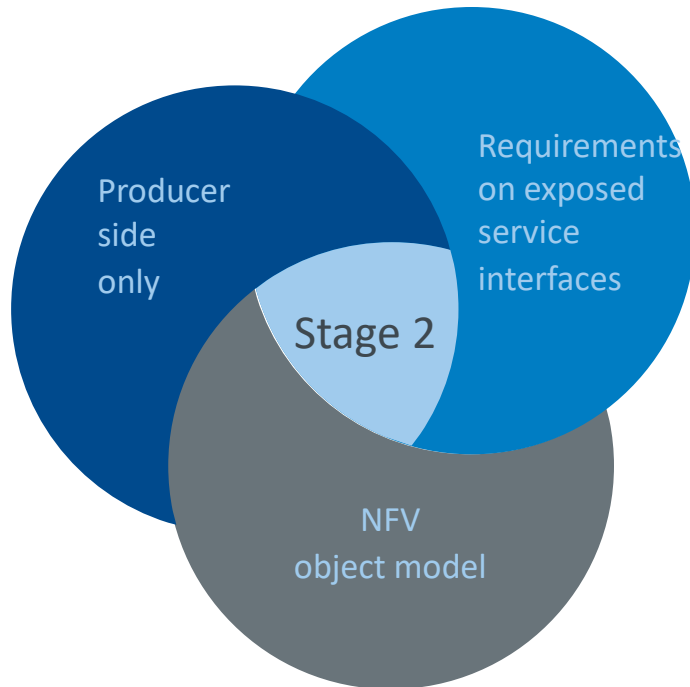 Requirements
on exposed
service
interfaces
Producer
side
only
Stage 2
NFV
object model